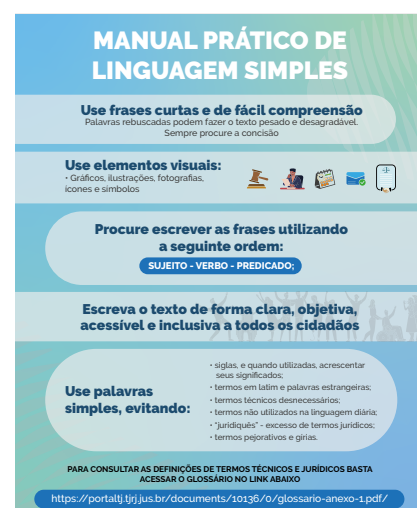 MANUAL PRÁTICO DE
LINGUAGEM SIMPLES
Use frases curtas e de fácil compreensão
Palavras rebuscadas podem fazer o texto pesado e desagradável.
Sempre procure a concisão
Use elementos visuais:
• Gráficos, ilustrações, fotografias,
ícones e símbolos
Procure escrever as frases utilizando
a seguinte ordem:
SUJEITO - VERBO - PREDICADO;
Escreva o texto de forma clara, objetiva,
acessível e inclusiva a todos os cidadãos
Use palavras
simples, evitando:
• siglas, e quando utilizadas, acrescentar
seus significados;
• termos em latim e palavras estrangeiras;
• termos técnicos desnecessários;
• termos não utilizados na linguagem diária;
• "juridiquês" - excesso de termos jurídicos;
• termos pejorativos e gírias.
PARA CONSULTAR AS DEFINIÇÕES DE TERMOS TÉCNICOS E JURÍDICOS BASTA
ACESSAR O GLOSSÁRIO NO LINK ABAIXO
https://portaltj.tjrj.jus.br/documents/10136/0/glossario-anexo-1.pdf/